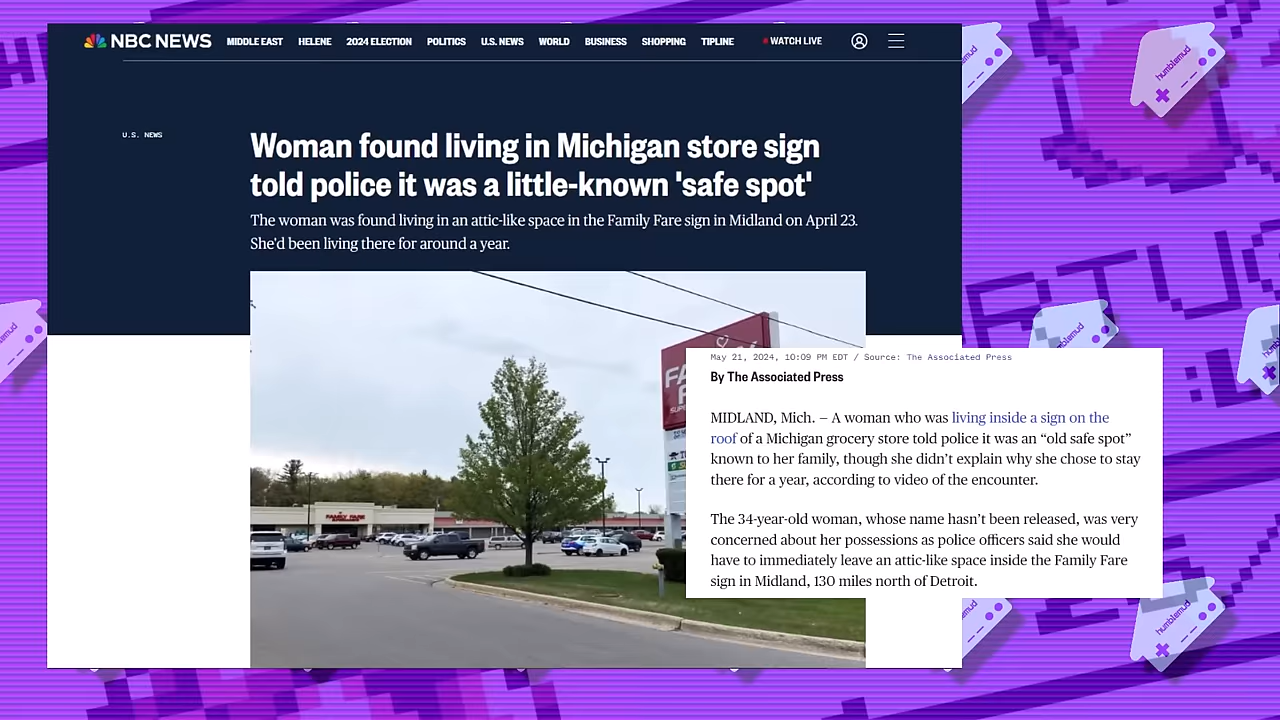 NBC NEWS
MIDDLE EAST HELENE 2024 ELECTION POLITICS U.S. NEWS WORLD BUSINESS SHOPPING TIPLINE WATCH LIVE
U.S. NEWS
Woman found living in Michigan store sign
told police it was a little-known 'safe spot'
The woman was found living in an attic-like space in the Family Fare sign in Midland on April 23.
She'd been living there for around a year.
FAMILY FARE
May 21, 2024, 10:09 PM EDT / Source: The Associated Press
By The Associated Press
MIDLAND, Mich. — A woman who was living inside a sign on the
roof of a Michigan grocery store told police it was an “old safe spot”
known to her family, though she didn’t explain why she chose to stay
there for a year, according to video of the encounter.
The 34-year-old woman, whose name hasn’t been released, was very
concerned about her possessions as police officers said she would
have to immediately leave an attic-like space inside the Family Fare
sign in Midland, 130 miles north of Detroit.
humblemud
humblemud
humblemud